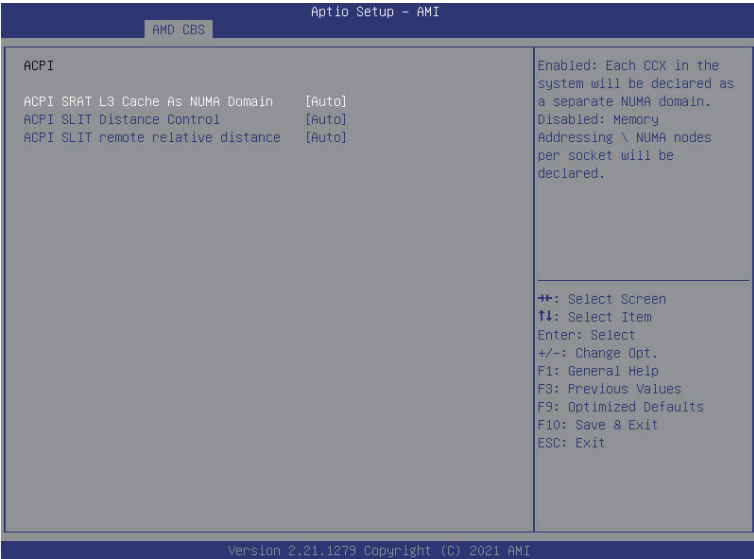 Aptio Setup – AMI
AMD CBS
ACPI
ACPI SRAT L3 Cache As NUMA Domain [Auto]
ACPI SLIT Distance Control [Auto]
ACPI SLIT remote relative distance [Auto]
Enabled: Each CCX in the
system will be declared as
a separate NUMA domain.
Disabled: Memory
Addressing \ NUMA nodes
per socket will be
declared.
→←: Select Screen
↑↓: Select Item
Enter: Select
+/-: Change Opt.
F1: General Help
F3: Previous Values
F9: Optimized Defaults
F10: Save & Exit
ESC: Exit
Version 2.21.1279 Copyright (C) 2021 AMI